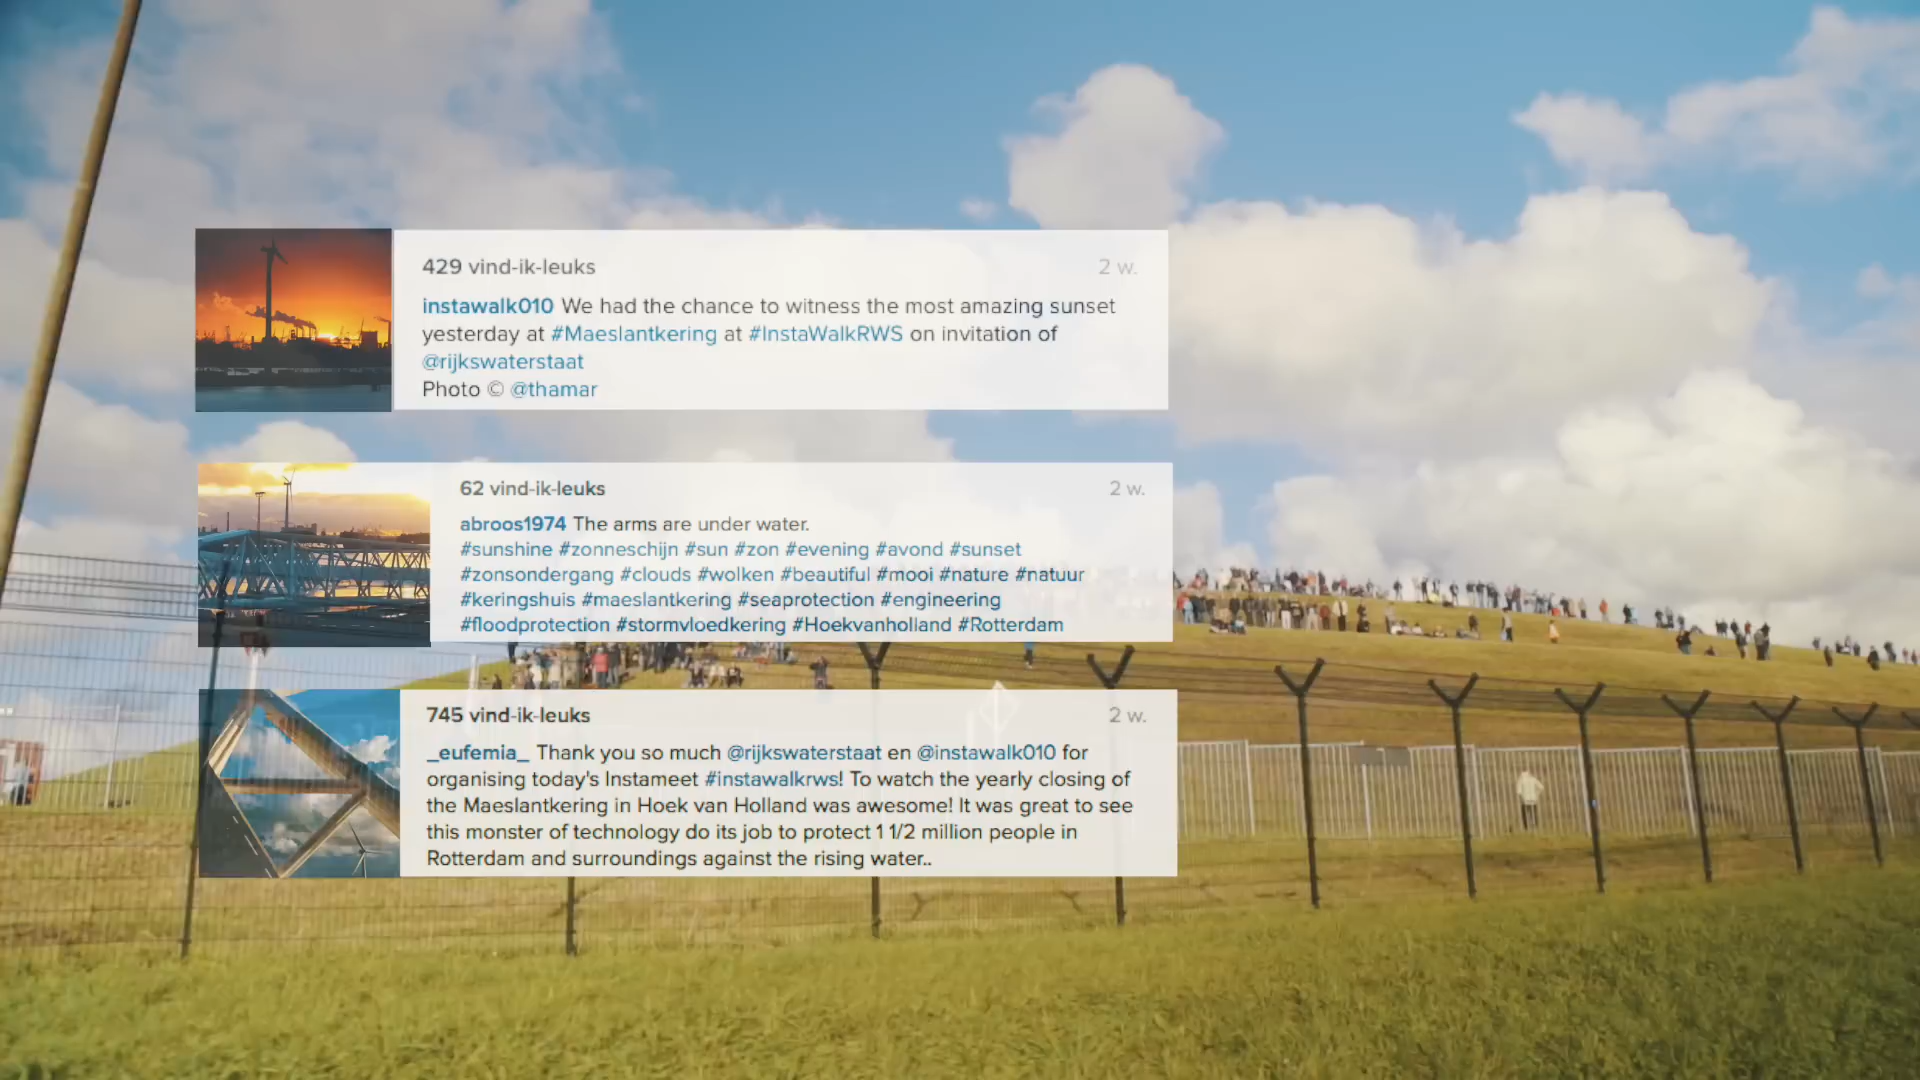 429 vind-ik-leuks 2 w.
instawalk010 We had the chance to witness the most amazing sunset
yesterday at #Maeslantkering at #InstaWalkRWS on invitation of
@rijkswaterstaat
Photo © @thamar
62 vind-ik-leuks 2 w.
abroos1974 The arms are under water.
#sunshine #zonneschijn #sun #zon #evening #avond #sunset
#zonsondergang #clouds #wolken #beautiful #mooi #nature #natuur
#keringshuis #maeslantkering #seaprotection #engineering
#floodprotection #stormvloedkering #Hoekvanholland #Rotterdam
745 vind-ik-leuks 2 w.
_eufemia_ Thank you so much @rijkswaterstaat en @instawalk010 for
organising today's Instameet #instawalkrws! To watch the yearly closing of
the Maeslantkering in Hoek van Holland was awesome! It was great to see
this monster of technology do its job to protect 1 1/2 million people in
Rotterdam and surroundings against the rising water..